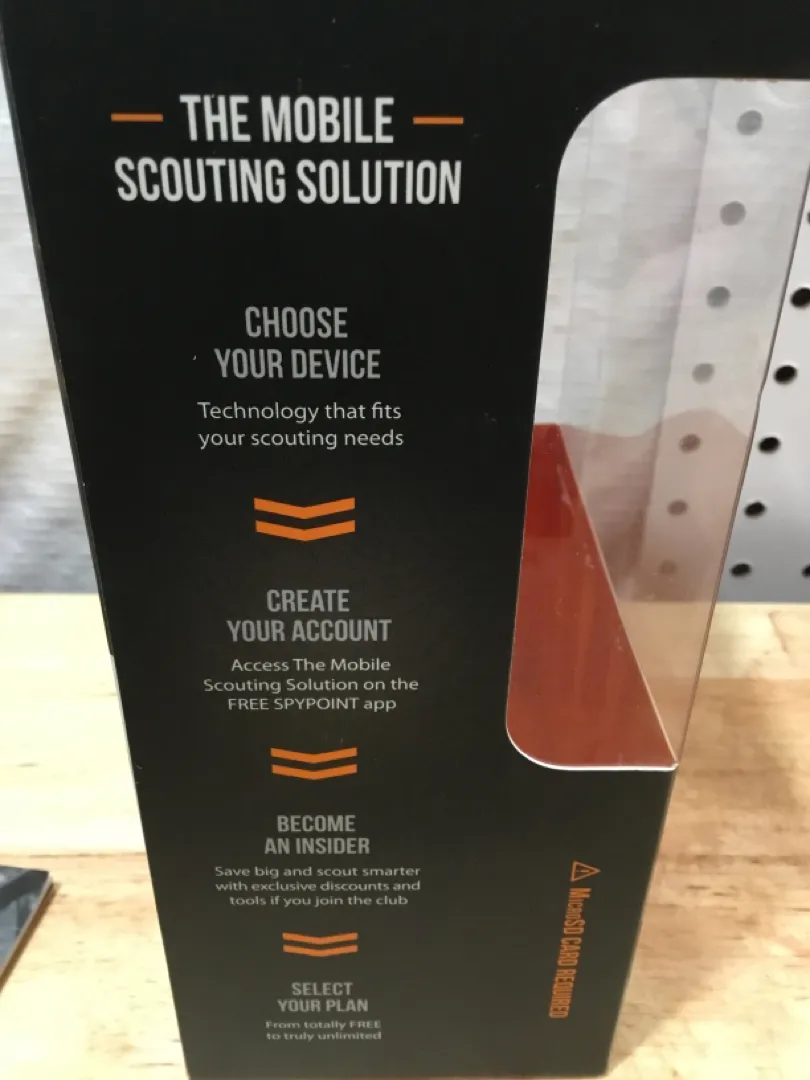 THE MOBILE
SCOUTING SOLUTION
CHOOSE
YOUR DEVICE
Technology that fits
your scouting needs
CREATE
YOUR ACCOUNT
Access The Mobile
Scouting Solution on the
FREE SPYPOINT app
BECOME
AN INSIDER
Save big and scout smarter
with exclusive discounts and
tools if you join the club
SELECT
YOUR PLAN
From totally FREE
to truly unlimited
MICROSD CARD REQUIRED